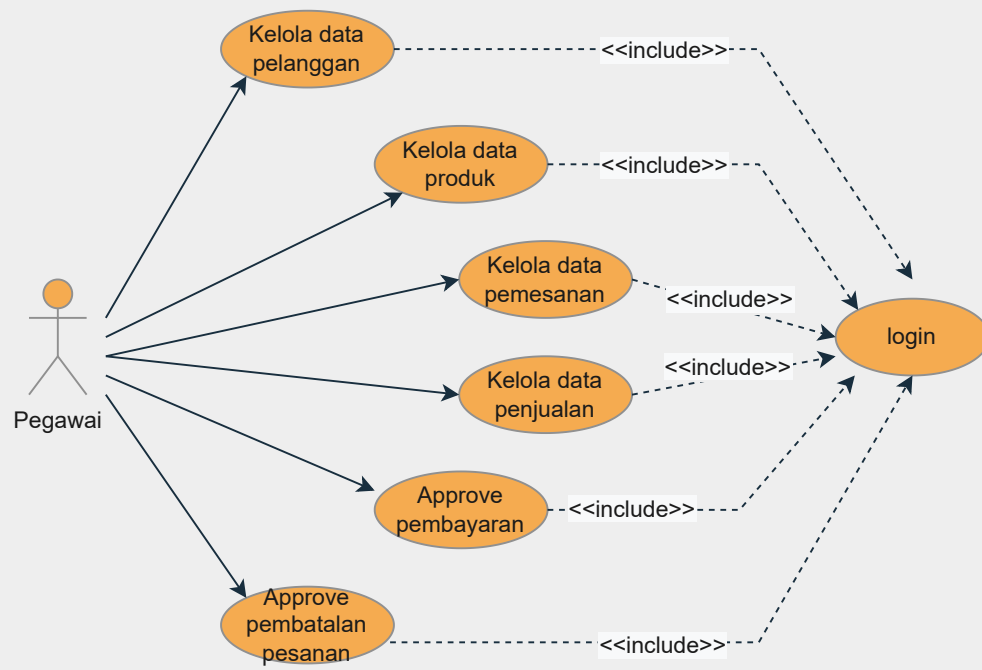 Kelola data
pelanggan
<<include>>
Kelola data
produk
<<include>>
Kelola data
pemesanan
<<include>>
login
Kelola data
penjualan
<<include>>
Pegawai
Approve
pembayaran
<<include>>
Approve
pembatalan
pesanan
<<include>>